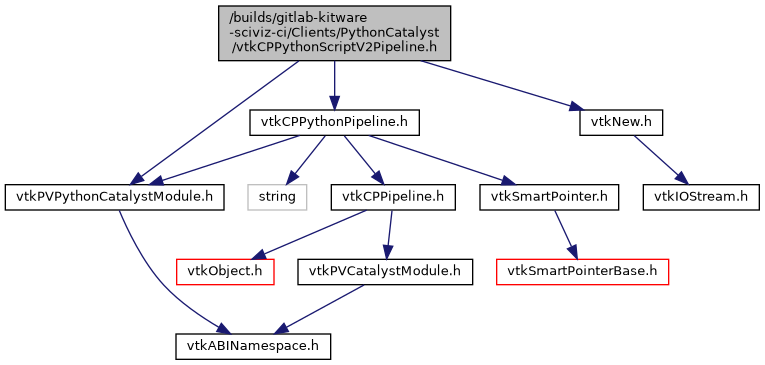 /builds/gitlab-kitware
-sciviz-ci/Clients/PythonCatalyst
/vtkCPPythonScriptV2Pipeline.h
vtkCPPythonPipeline.h
vtkNew.h
vtkPVPythonCatalystModule.h
string
vtkCPPipeline.h
vtkSmartPointer.h
vtkIOStream.h
vtkObject.h
vtkPVCatalystModule.h
vtkSmartPointerBase.h
vtkABINamespace.h